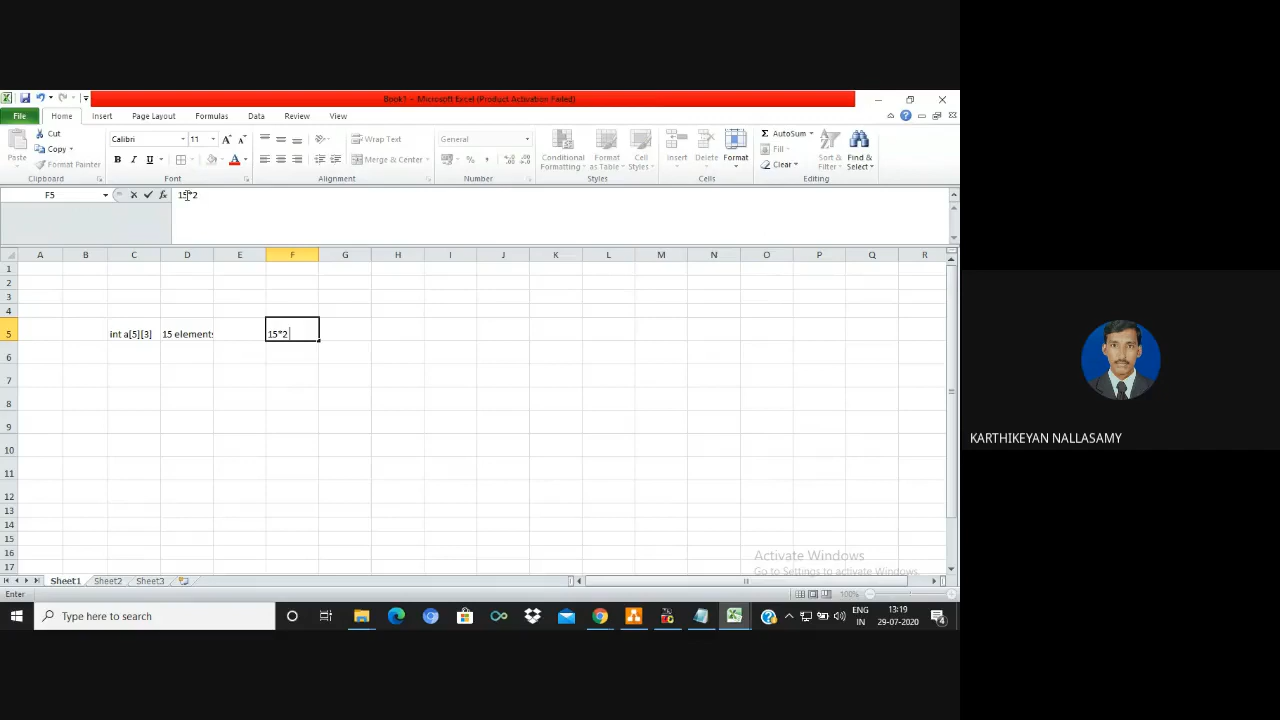 Book? - Microsoft Excel (Product Activation Failed)
File Home Insert Page Layout Formulas Data Review View
Paste
Cut
Copy
Format Painter
Clipboard
Calibri 11
B I U A
Font
Wrap Text
Merge & Center
Alignment
General
Number
Conditional Formatting
Format as Table
Cell Styles
Styles
Insert Delete Format
Cells
AutoSum
Fill
Clear
Sort & Filter
Find & Select
Editing
F5 fx 15*2
A B C D E F G H I J K L M N O P Q R
1
2
3
4
5 int a[5][3] 15 elements 15*2
6
7
8
9
10
11
12
13
14
15
16
17
Activate Windows
Go to Settings to activate Windows.
Sheet1 Sheet2 Sheet3
Enter 100%
Type here to search
ENG
IN
13:19
29-07-2020
4
KARTHIKEYAN NALLASAMY